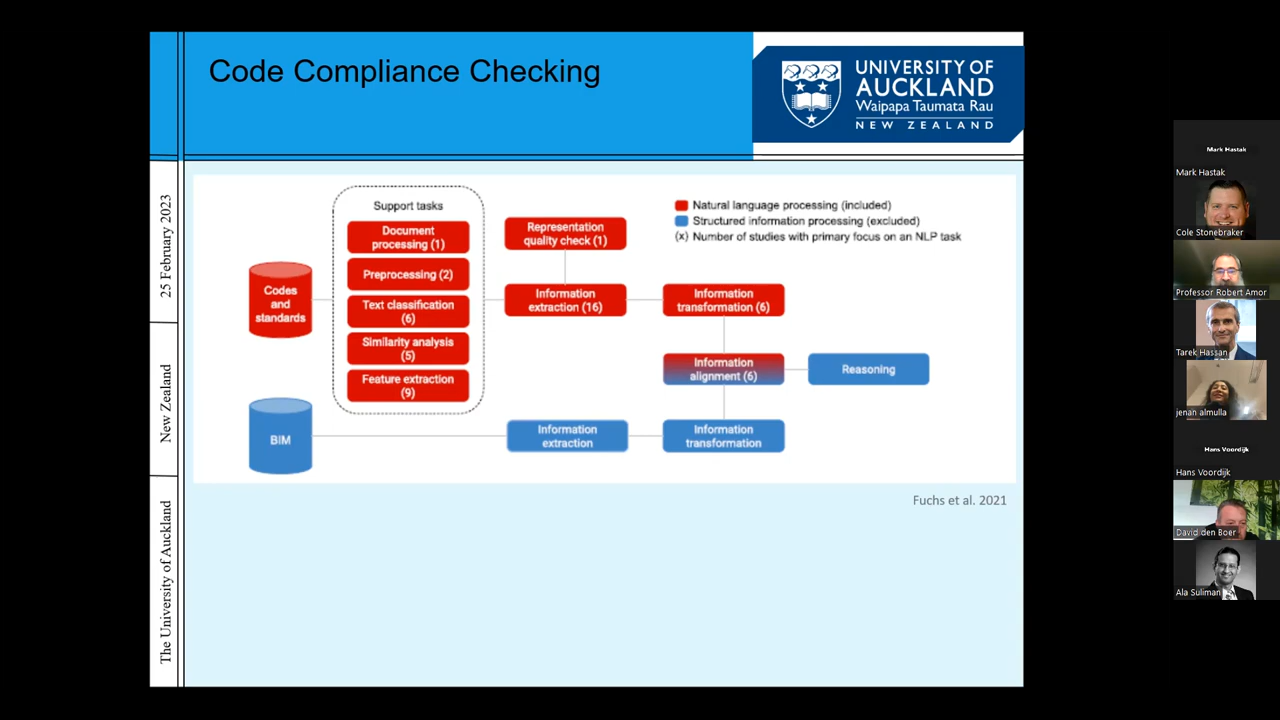 Code Compliance Checking
UNIVERSITY OF
AUCKLAND
Waipapa Taumata Rau
NEW ZEALAND
25 February 2023
New Zealand
The University of Auckland
Support tasks
Document
processing (1)
Preprocessing (2)
Text classification
(6)
Similarity analysis
(5)
Feature extraction
(9)
Codes
and
standards
BIM
Representation
quality check (1)
Information
extraction (16)
Information
transformation (6)
Information
alignment (6)
Reasoning
Information
extraction
Information
transformation
Natural language processing (included)
Structured information processing (excluded)
(x) Number of studies with primary focus on an NLP task
Fuchs et al. 2021
Mark Hastak
Mark Hastak
Cole Stonebraker
Professor Robert Amor
Tarek Hassan
jenan almulla
Hans Voordijk
Hans Voordijk
David den Boer
Ala Suliman